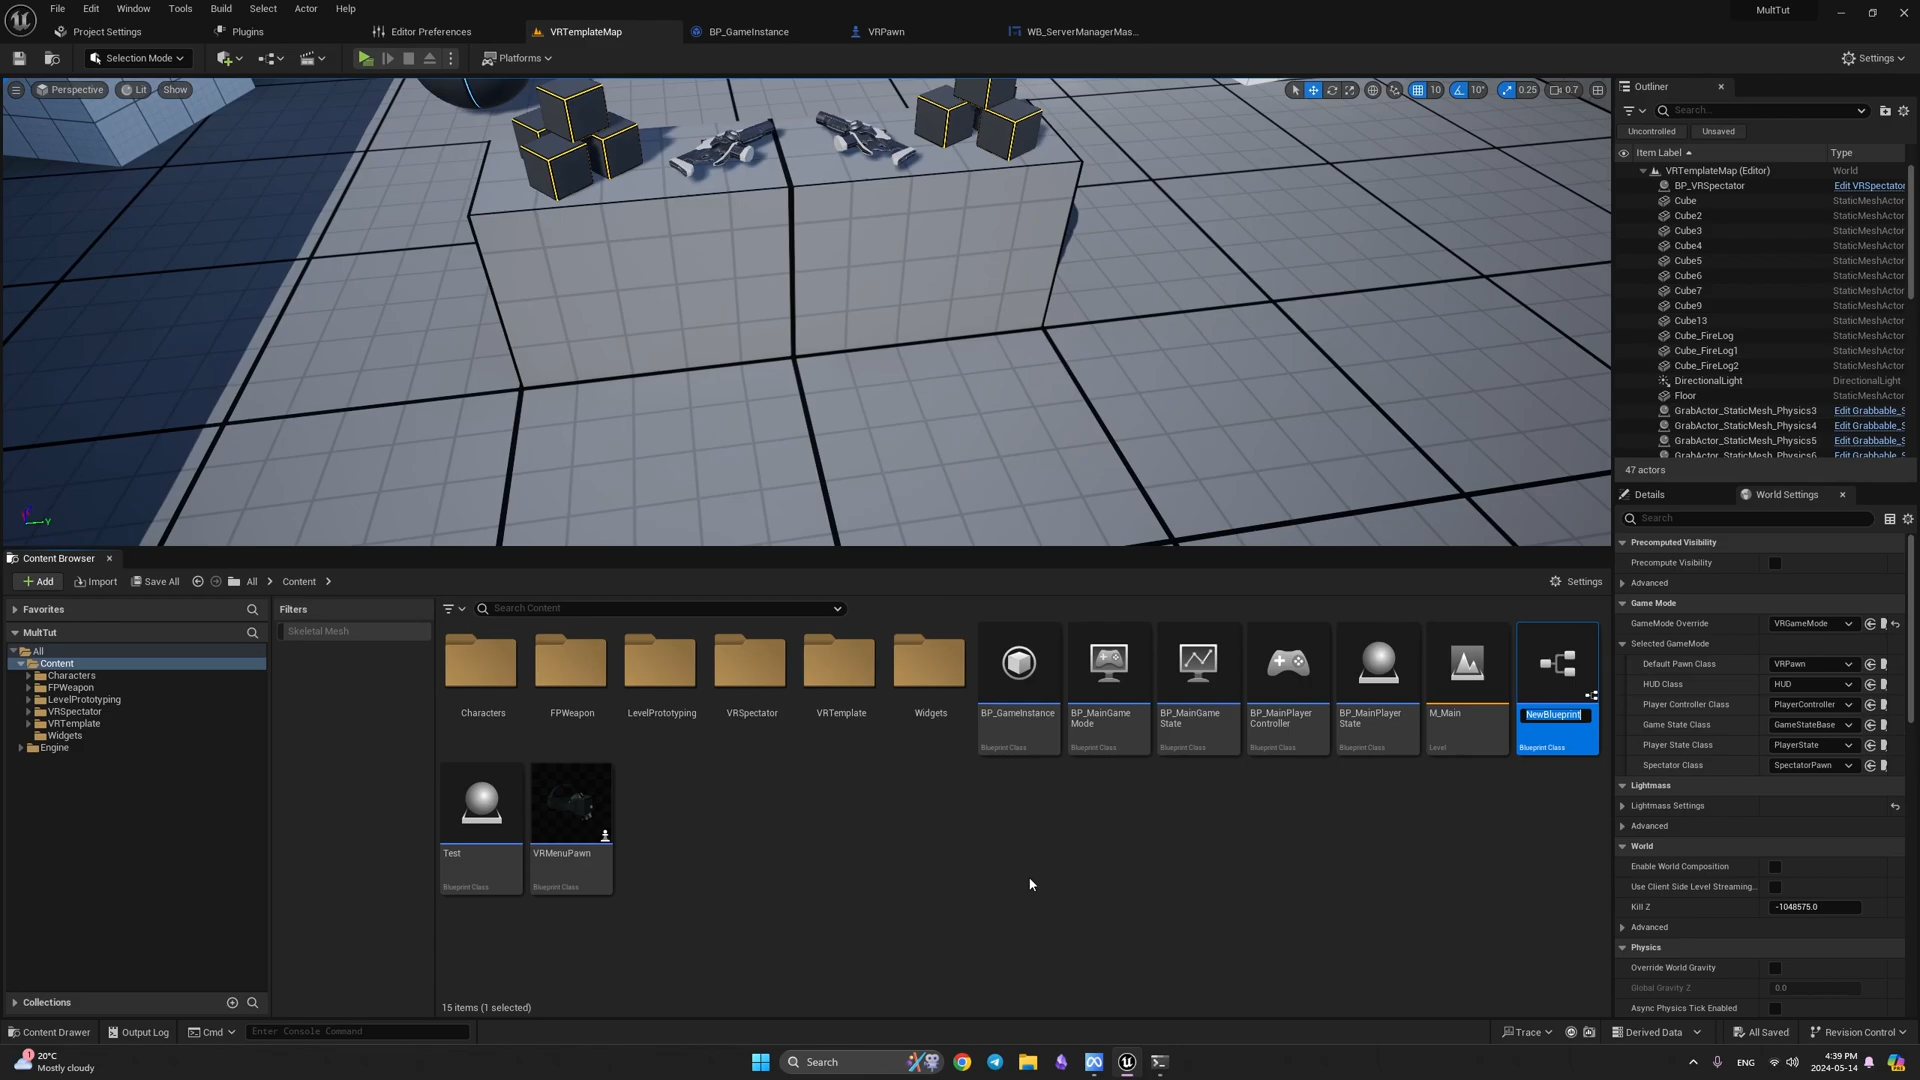 File Edit Window Tools Build Select Actor Help
MultTut
Project Settings Plugins Editor Preferences VRTemplateMap BP_GameInstance VRPawn WB_ServerManagerMas...
Selection Mode Platforms Settings
Perspective Lit Show 10 10° 0.25 0.7
Outliner
Search...
Uncontrolled Unsaved
Item Label Type
VRTemplateMap (Editor) World
BP_VRSpectator Edit VRSpectator
Cube StaticMeshActor
Cube2 StaticMeshActor
Cube3 StaticMeshActor
Cube4 StaticMeshActor
Cube5 StaticMeshActor
Cube6 StaticMeshActor
Cube7 StaticMeshActor
Cube9 StaticMeshActor
Cube13 StaticMeshActor
Cube_FireLog StaticMeshActor
Cube_FireLog1 StaticMeshActor
Cube_FireLog2 StaticMeshActor
DirectionalLight DirectionalLight
Floor StaticMeshActor
GrabActor_StaticMesh_Physics3 Edit Grabbable_S
GrabActor_StaticMesh_Physics4 Edit Grabbable_S
GrabActor_StaticMesh_Physics5 Edit Grabbable_S
GrabActor_StaticMesh_Physics6 Edit Grabbable_S
47 actors
Details World Settings
Search
Precomputed Visibility
Precompute Visibility
Advanced
Game Mode
GameMode Override VRGameMode
Selected GameMode
Default Pawn Class VRPawn
HUD Class HUD
Player Controller Class PlayerController
Game State Class GameStateBase
Player State Class PlayerState
Spectator Class SpectatorPawn
Lightmass
Lightmass Settings
Advanced
World
Enable World Composition
Use Client Side Level Streaming...
Kill Z -1048575.0
Advanced
Physics
Override World Gravity
Global Gravity Z 0.0
Async Physics Tick Enabled
Y
Content Browser
Add Import Save All All Content Settings
Favorites
MultTut
All
Content
Characters
FPWeapon
LevelPrototyping
VRSpectator
VRTemplate
Widgets
Engine
Collections
Filters
Skeletal Mesh
Search Content
Characters FPWeapon LevelPrototyping VRSpectator VRTemplate Widgets
BP_GameInstance
Blueprint Class
BP_MainGame
Mode
Blueprint Class
BP_MainGame
State
Blueprint Class
BP_MainPlayer
Controller
Blueprint Class
BP_MainPlayer
State
Blueprint Class
M_Main
Level
NewBlueprint
Blueprint Class
Test
Blueprint Class
VRMenuPawn
Blueprint Class
15 items (1 selected)
Content Drawer Output Log Cmd Enter Console Command Trace Derived Data All Saved Revision Control
1
20°C
Mostly cloudy
Search
ENG
4:39 PM
2024-05-14